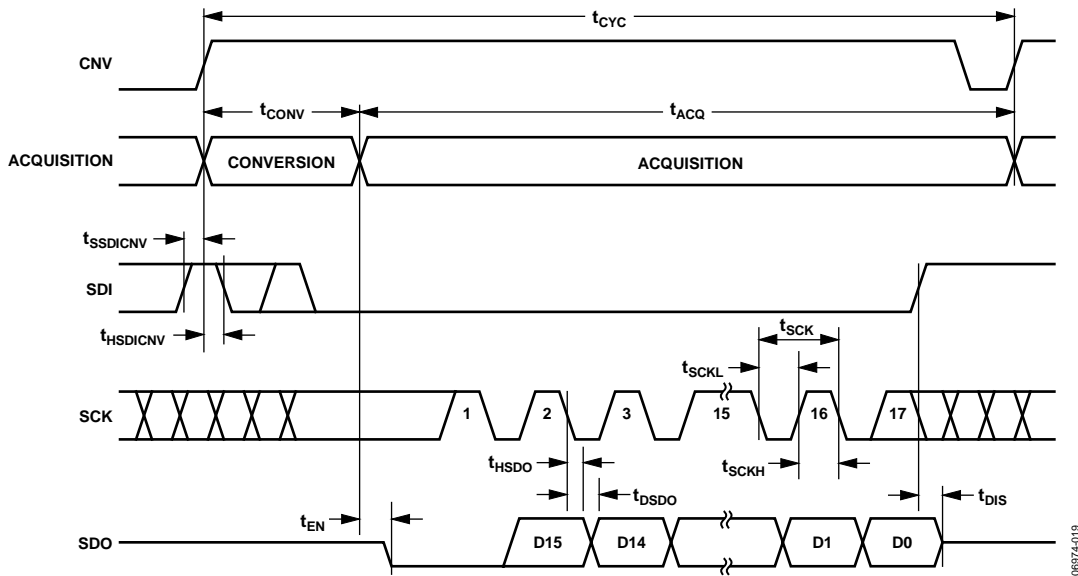 tCYC
CNV
tCONV
tACQ
ACQUISITION
CONVERSION
ACQUISITION
tSSDICNV
SDI
tHSDICNV
tSCK
tSCKL
SCK
1
2
3
15
16
17
tHSDO
tSCKH
tDSDO
tEN
tDIS
SDO
D15
D14
D1
D0
06974-019